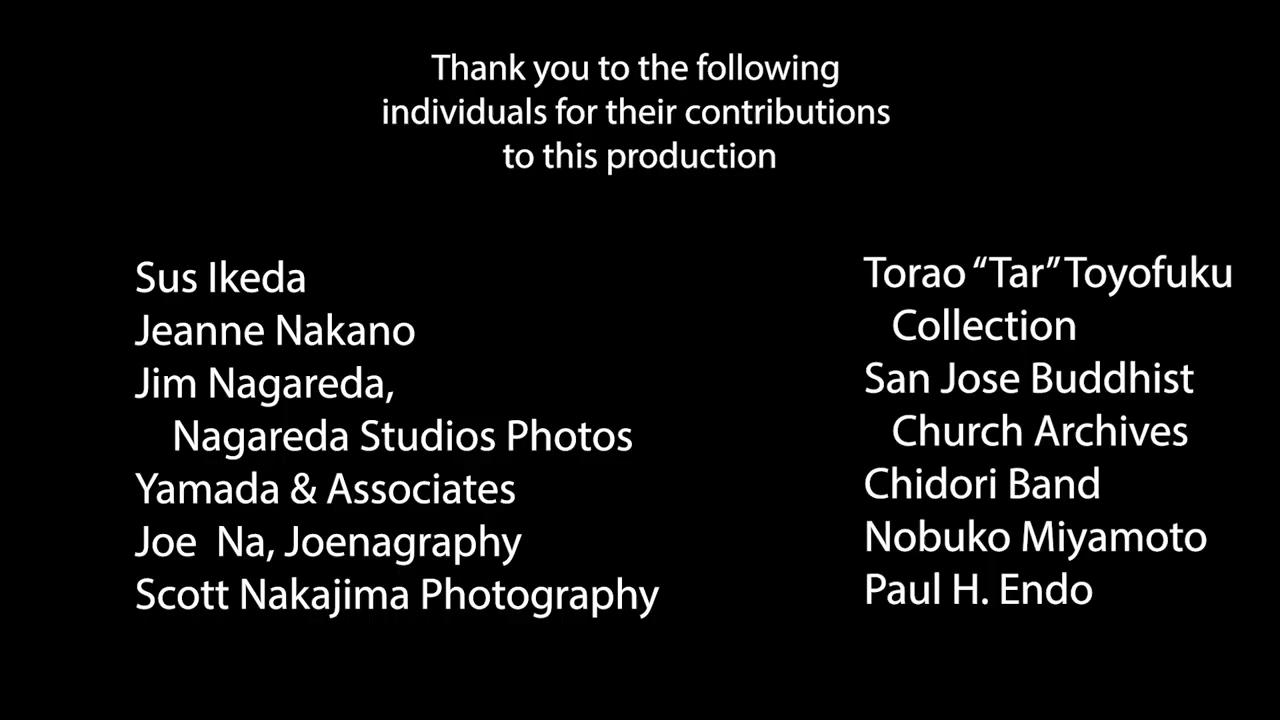 Thank you to the following
individuals for their contributions
to this production
Sus Ikeda
Jeanne Nakano
Jim Nagareda,
Nagareda Studios Photos
Yamada & Associates
Joe  Na, Joenagraphy
Scott Nakajima Photography
Torao “Tar” Toyofuku
Collection
San Jose Buddhist
Church Archives
Chidori Band
Nobuko Miyamoto
Paul H. Endo